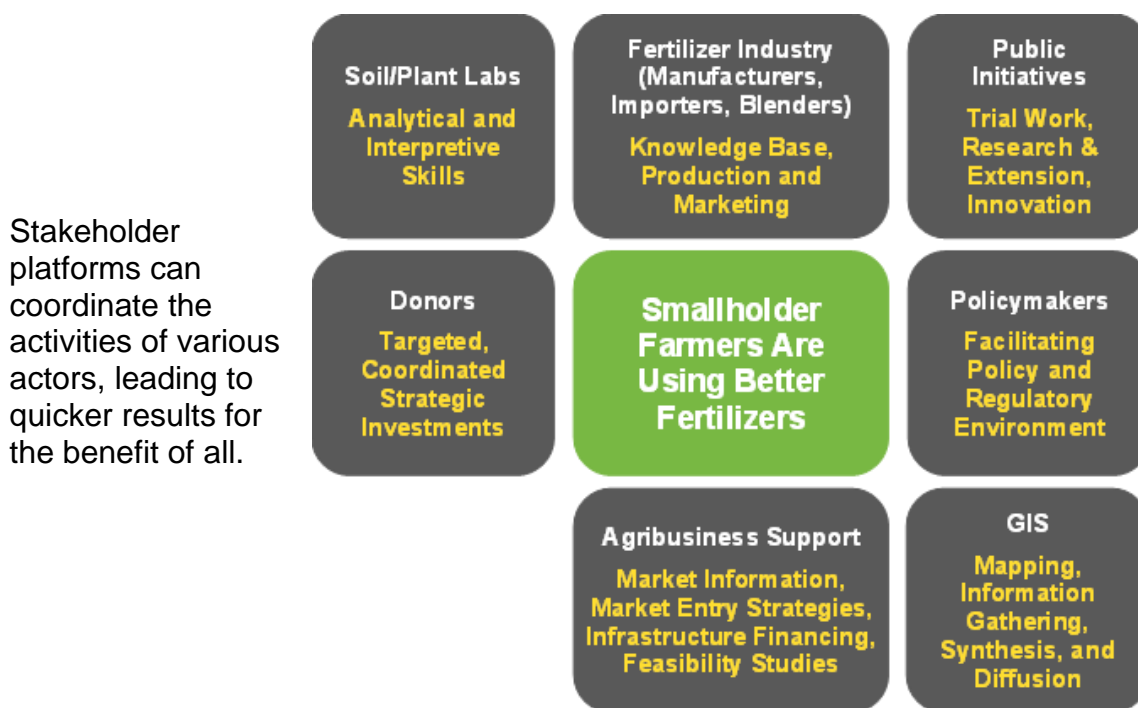 Stakeholder
platforms can
coordinate the
activities of various
actors, leading to
quicker results for
the benefit of all.
Soil/Plant Labs
Analytical and
Interpretive
Skills
Fertilizer Industry
(Manufacturers,
Importers, Blenders)
Knowledge Base,
Production and
Marketing
Public
Initiatives
Trial Work,
Research &
Extension,
Innovation
Donors
Targeted,
Coordinated
Strategic
Investments
Smallholder
Farmers Are
Using Better
Fertilizers
Policymakers
Facilitating
Policy and
Regulatory
Environment
Agribusiness Support
Market Information,
Market Entry Strategies,
Infrastructure Financing,
Feasibility Studies
GIS
Mapping,
Information
Gathering,
Synthesis, and
Diffusion